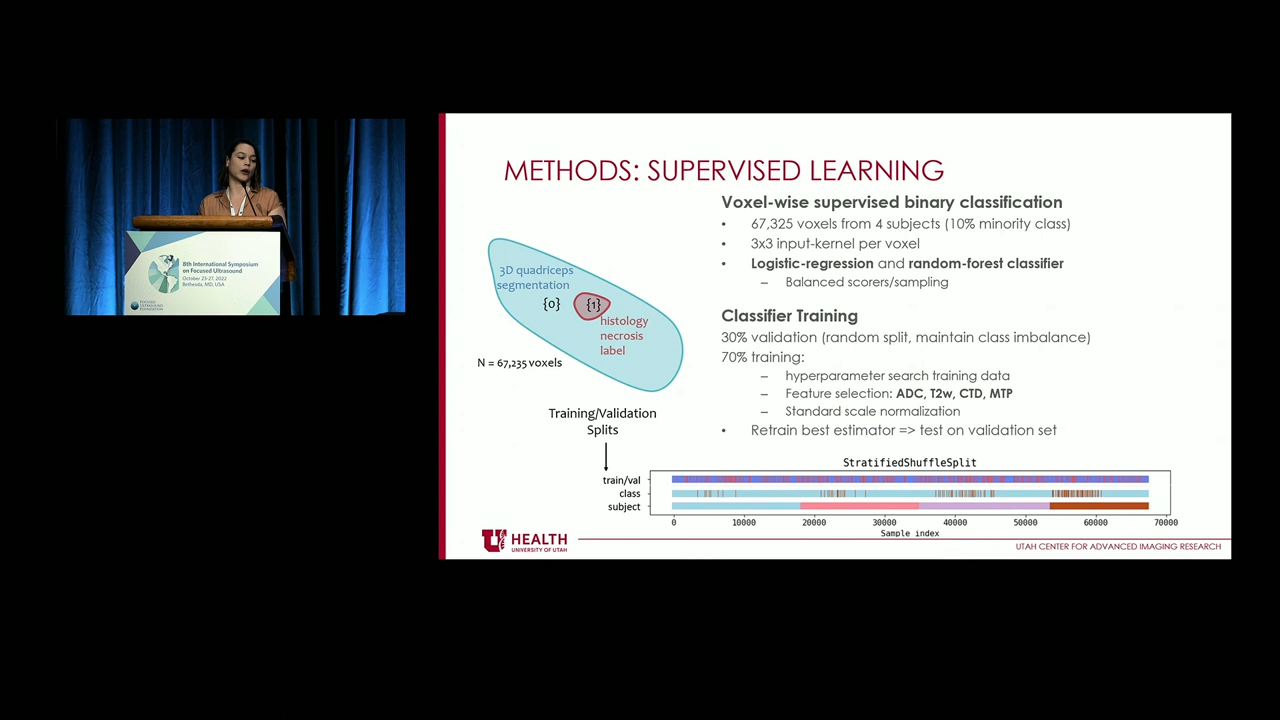 8th International Symposium
on Focused Ultrasound
October 23-27, 2022
Bethesda, MD, USA
FOCUSED
ULTRASOUND
FOUNDATION
METHODS: SUPERVISED LEARNING
Voxel-wise supervised binary classification
• 67,325 voxels from 4 subjects (10% minority class)
• 3x3 input-kernel per voxel
• Logistic-regression and random-forest classifier
– Balanced scorers/sampling
Classifier Training
30% validation (random split, maintain class imbalance)
70% training:
– hyperparameter search training data
– Feature selection: ADC, T2w, CTD, MTP
– Standard scale normalization
• Retrain best estimator => test on validation set
3D quadriceps
segmentation
{0}
{1}
histology
necrosis
label
N = 67,235 voxels
Training/Validation
Splits
StratifiedShuffleSplit
train/val
class
subject
0 10000 20000 30000 40000 50000 60000 70000
Sample index
U HEALTH
UNIVERSITY OF UTAH
UTAH CENTER FOR ADVANCED IMAGING RESEARCH